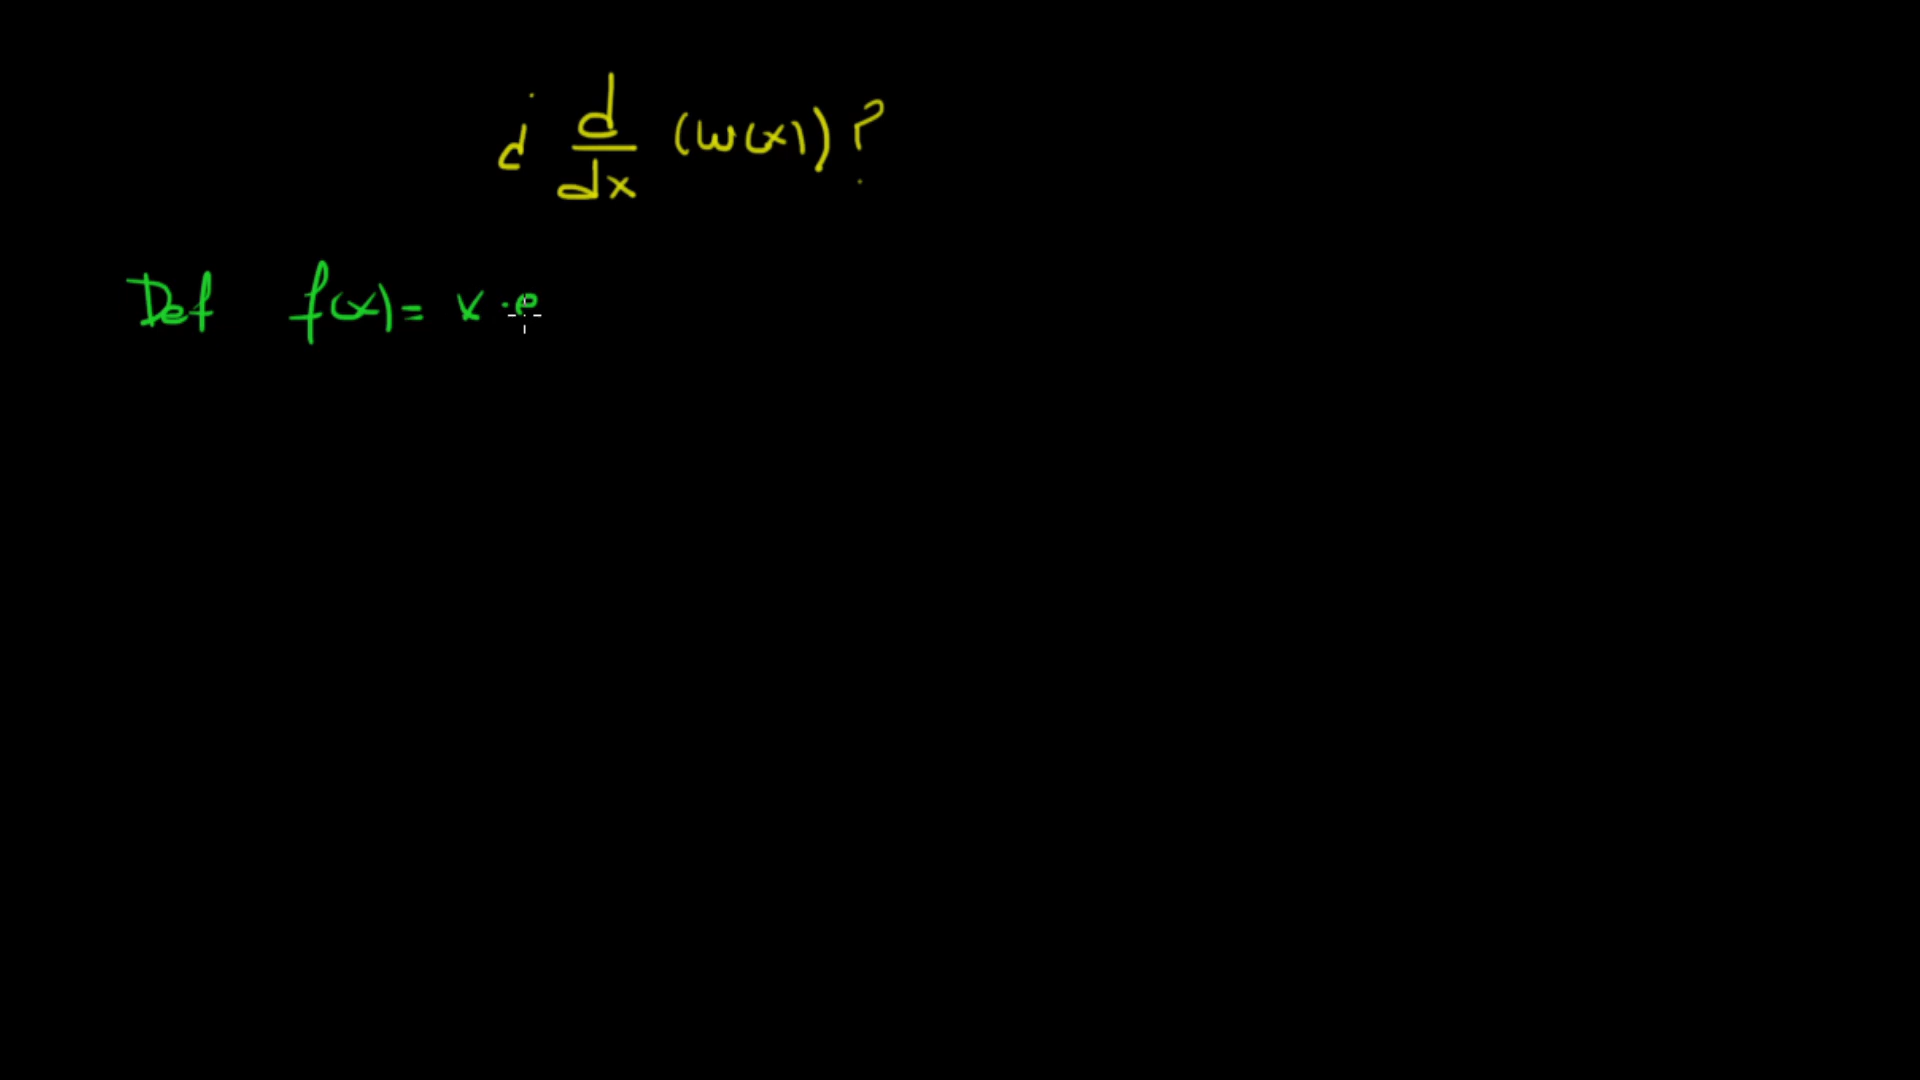 ¿ d/dx (W(x))?
Def f(x) = x · e